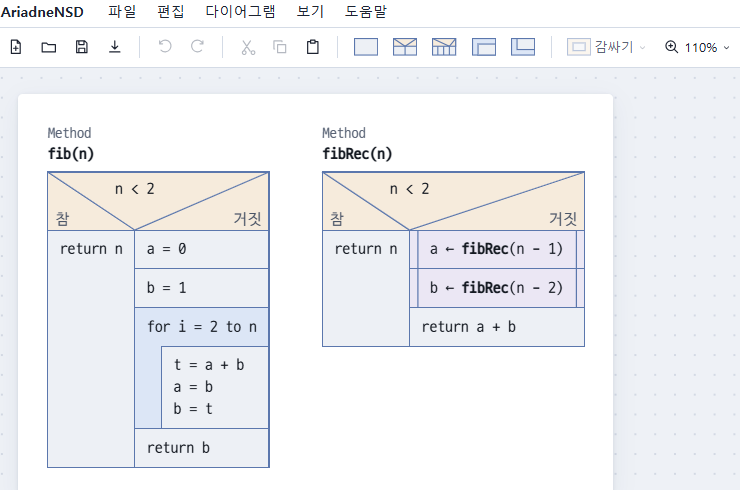 AriadneNSD 파일 편집 다이어그램 보기 도움말
감싸기 110%
Method
fib(n)
n < 2
참 거짓
return n
a = 0
b = 1
for i = 2 to n
t = a + b
a = b
b = t
return b
Method
fibRec(n)
n < 2
참 거짓
return n
a ← fibRec(n - 1)
b ← fibRec(n - 2)
return a + b